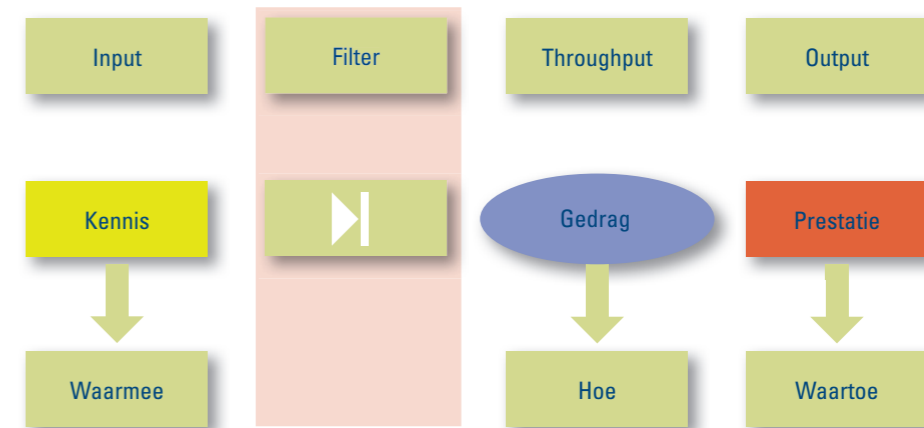 Input
Filter
Throughput
Output
Kennis
Gedrag
Prestatie
Waarmee
Hoe
Waartoe